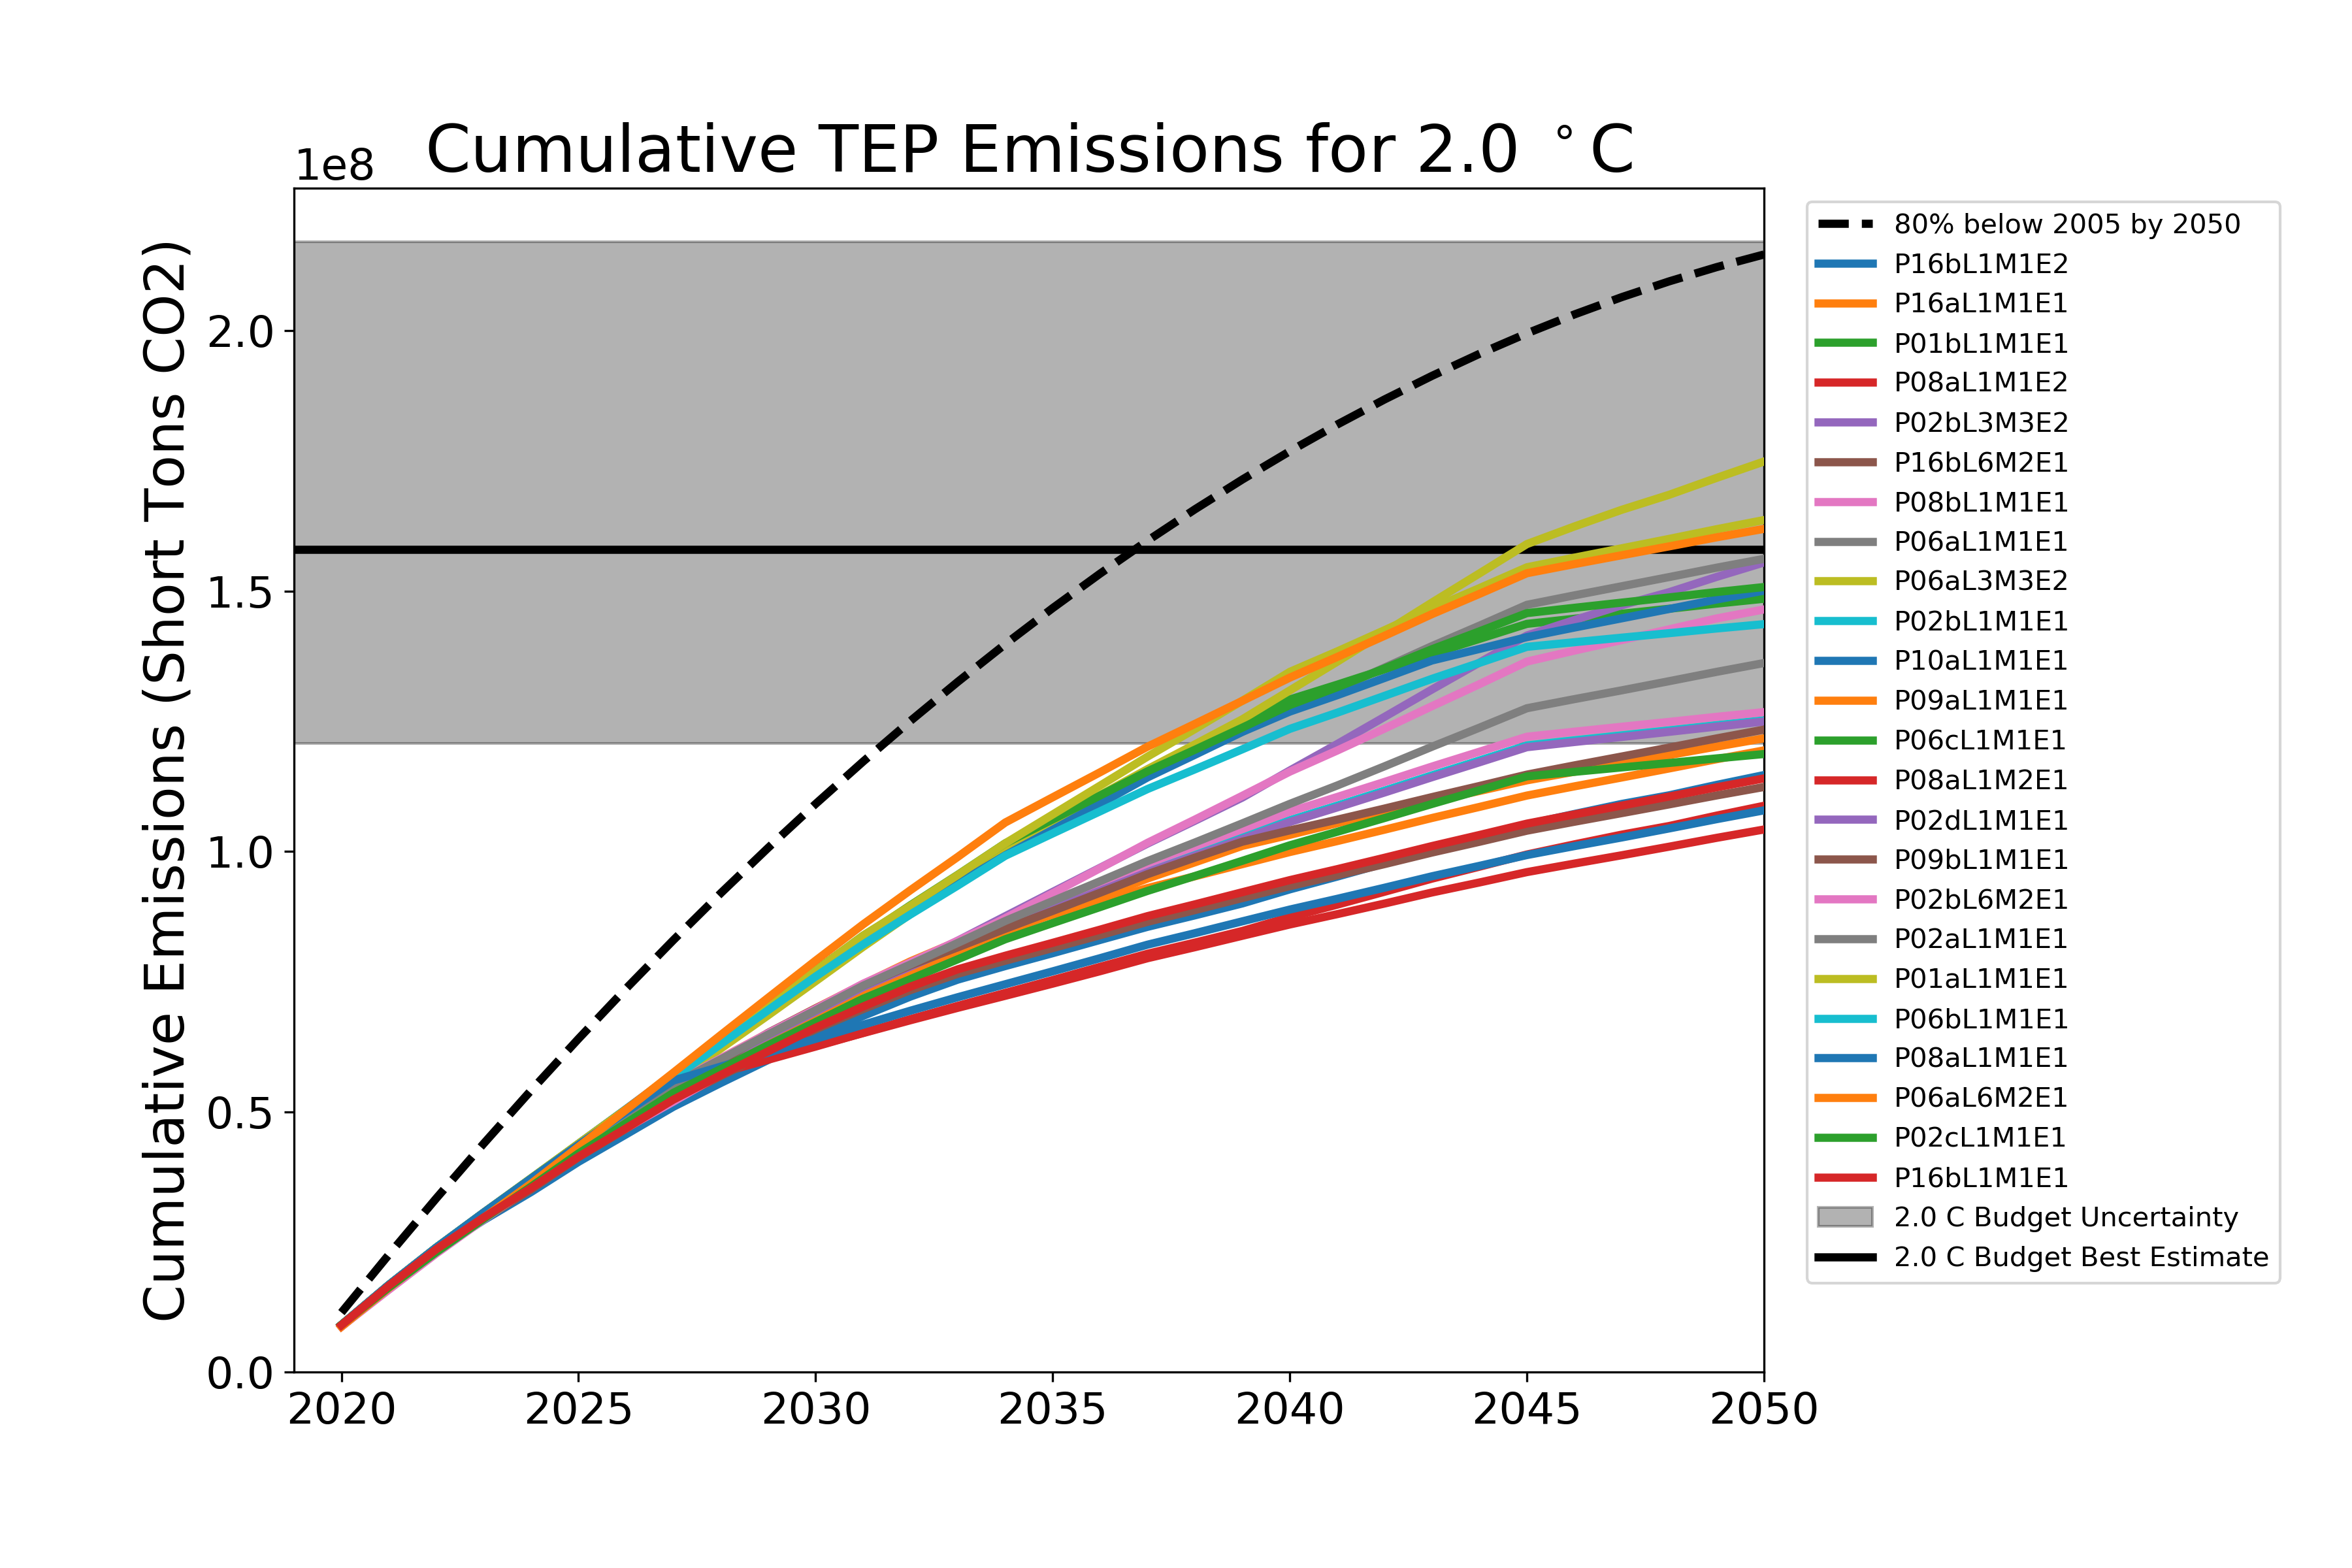 Cumulative TEP Emissions for 2.0 °C
1e8
Cumulative Emissions (Short Tons CO2)
2.0
1.5
1.0
0.5
0.0
2020 2025 2030 2035 2040 2045 2050
80% below 2005 by 2050
P16bL1M1E2
P16aL1M1E1
P01bL1M1E1
P08aL1M1E2
P02bL3M3E2
P16bL6M2E1
P08bL1M1E1
P06aL1M1E1
P06aL3M3E2
P02bL1M1E1
P10aL1M1E1
P09aL1M1E1
P06cL1M1E1
P08aL1M2E1
P02dL1M1E1
P09bL1M1E1
P02bL6M2E1
P02aL1M1E1
P01aL1M1E1
P06bL1M1E1
P08aL1M1E1
P06aL6M2E1
P02cL1M1E1
P16bL1M1E1
2.0 C Budget Uncertainty
2.0 C Budget Best Estimate